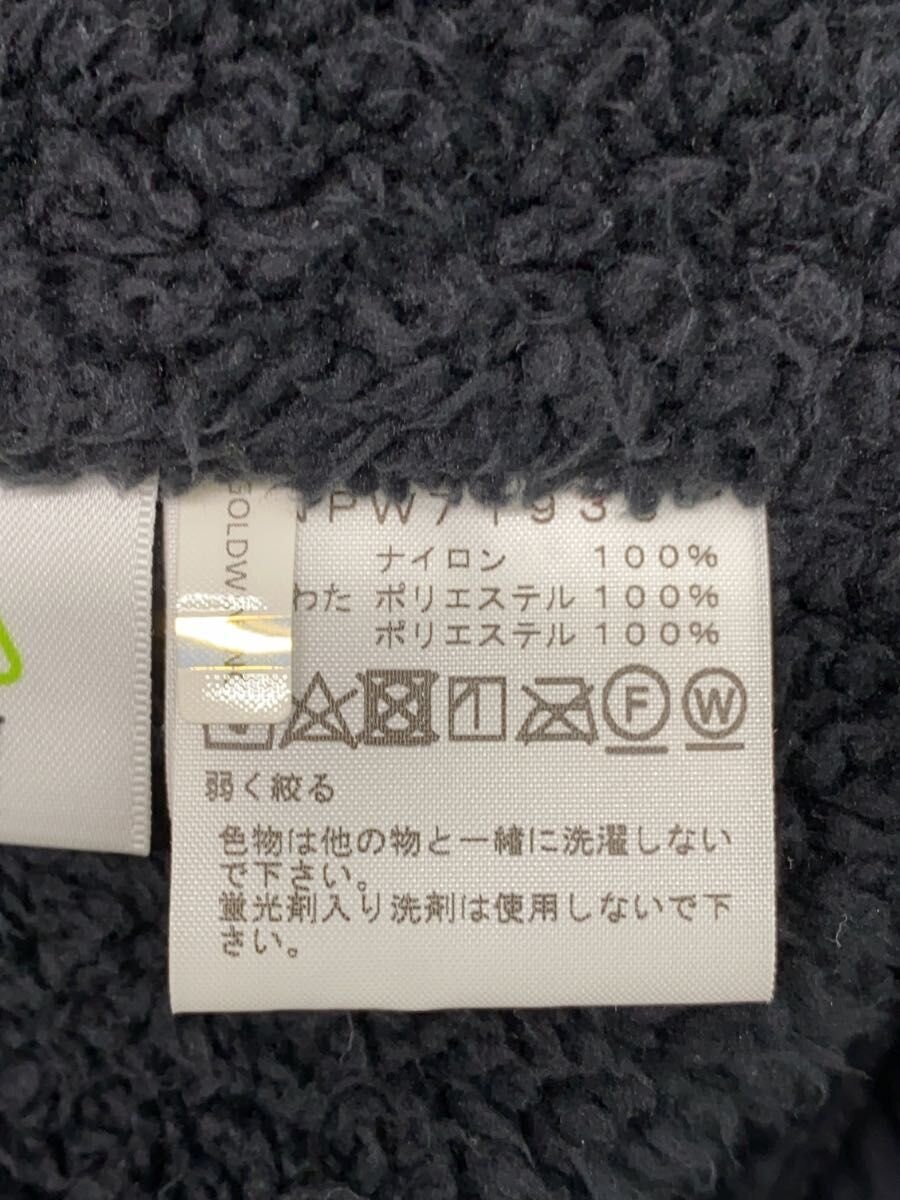 ナイロン 100%
わた ポリエステル 100%
ポリエステル 100%
F W
弱く絞る
色物は他の物と一緒に洗濯しない
で下さい。
蛍光剤入り洗剤は使用しないで下
さい。